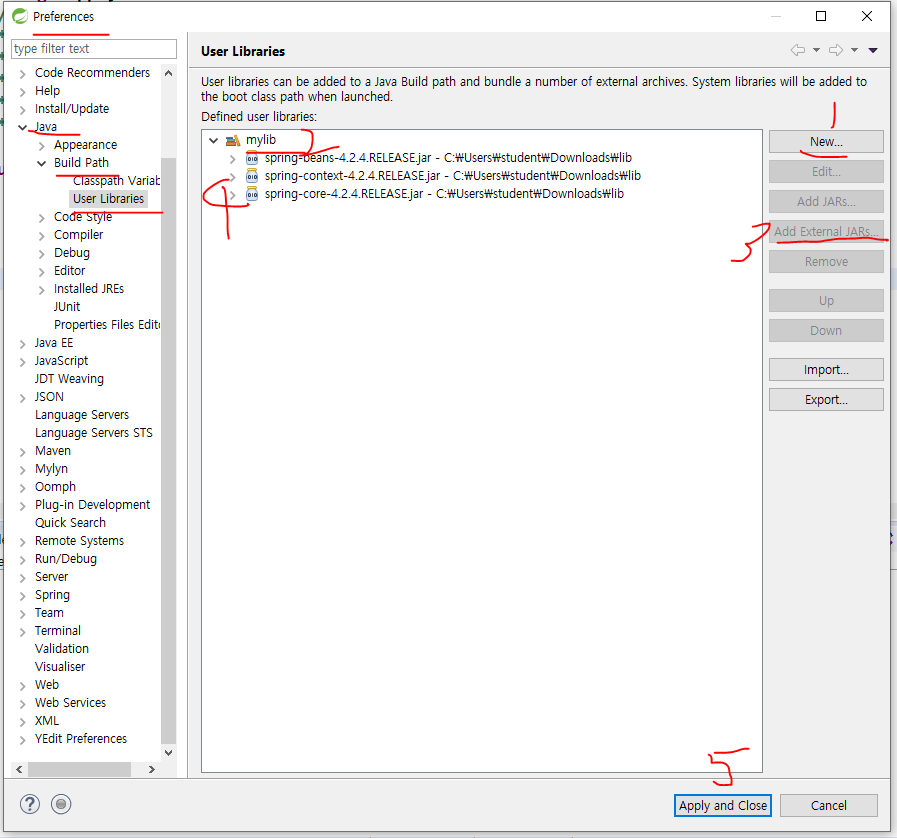 Preferences
type filter text
Code Recommenders
Help
Install/Update
Java
Appearance
Build Path
Classpath Variab
User Libraries
Code Style
Compiler
Debug
Editor
Installed JREs
JUnit
Properties Files Edito
Java EE
JavaScript
JDT Weaving
JSON
Language Servers
Language Servers STS
Maven
Mylyn
Oomph
Plug-in Development
Quick Search
Remote Systems
Run/Debug
Server
Spring
Team
Terminal
Validation
Visualiser
Web
Web Services
XML
YEdit Preferences
User Libraries
User libraries can be added to a Java Build path and bundle a number of external archives. System libraries will be added to
the boot class path when launched.
Defined user libraries:
mylib 2
spring-beans-4.2.4.RELEASE.jar - C:₩Users₩student₩Downloads₩lib
spring-context-4.2.4.RELEASE.jar - C:₩Users₩student₩Downloads₩lib
4 spring-core-4.2.4.RELEASE.jar - C:₩Users₩student₩Downloads₩lib
1
New...
Edit...
Add JARs...
3 Add External JARs...
Remove
Up
Down
Import...
Export...
5
Apply and Close
Cancel